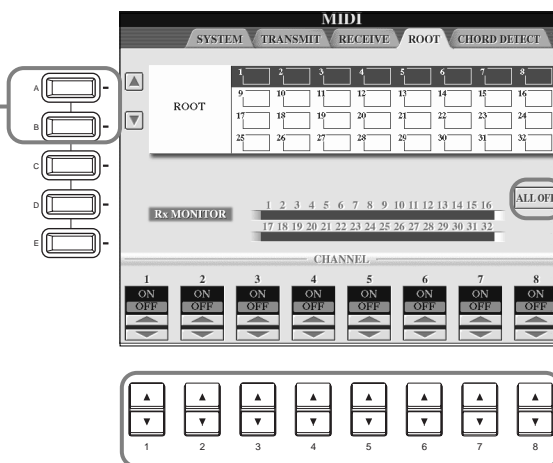 MIDI
SYSTEM TRANSMIT RECEIVE ROOT CHORD DETECT
A
B
C
D
E
ROOT
1 2 3 4 5 6 7 8
9 10 11 12 13 14 15 16
17 18 19 20 21 22 23 24
25 26 27 28 29 30 31 32
ALL OFF
Rx MONITOR
1 2 3 4 5 6 7 8 9 10 11 12 13 14 15 16
17 18 19 20 21 22 23 24 25 26 27 28 29 30 31 32
CHANNEL
1 2 3 4 5 6 7 8
ON ON ON ON ON ON ON ON
OFF OFF OFF OFF OFF OFF OFF OFF
1 2 3 4 5 6 7 8